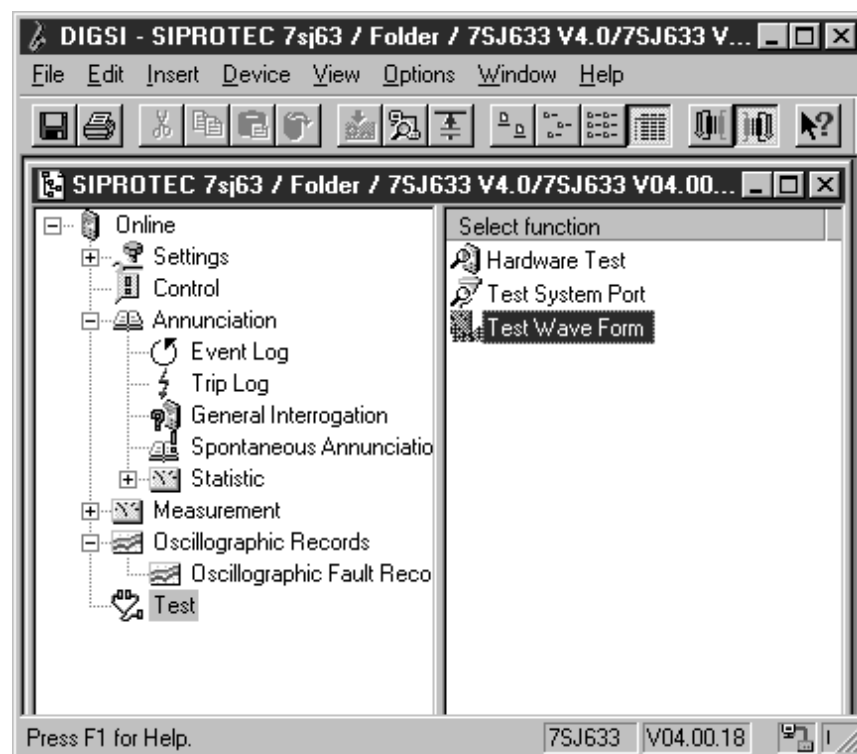 DIGSI - SIPROTEC 7sj63 / Folder / 7SJ633 V4.0/7SJ633 V...
File Edit Insert Device View Options Window Help
SIPROTEC 7sj63 / Folder / 7SJ633 V4.0/7SJ633 V04.00...
Online
Settings
Control
Annunciation
Event Log
Trip Log
General Interrogation
Spontaneous Annunciatio
Statistic
Measurement
Oscillographic Records
Oscillographic Fault Reco
Test
Select function
Hardware Test
Test System Port
Test Wave Form
Press F1 for Help.
7SJ633
V04.00.18